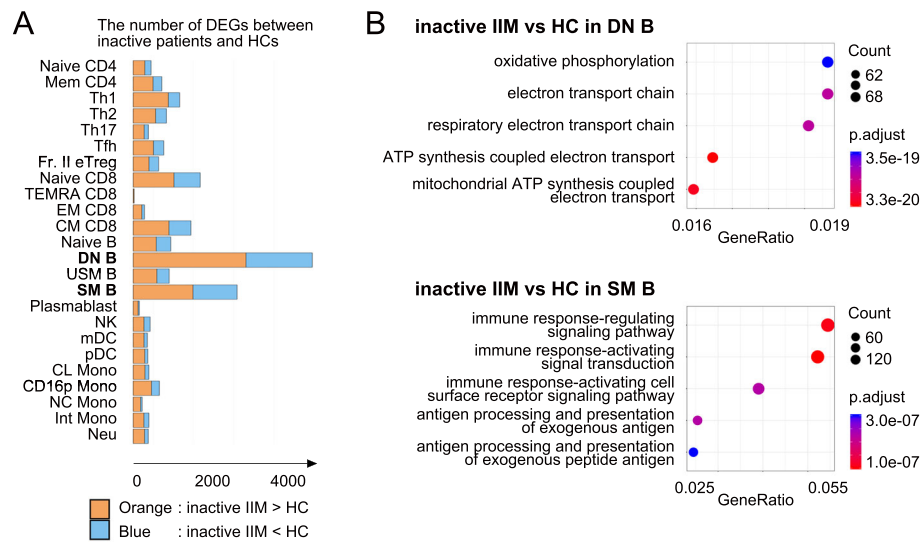 A
The number of DEGs between
inactive patients and HCs
Naive CD4
Mem CD4
Th1
Th2
Th17
Tfh
Fr. II eTreg
Naive CD8
TEMRA CD8
EM CD8
CM CD8
Naive B
DN B
USM B
SM B
Plasmablast
NK
mDC
pDC
CL Mono
CD16p Mono
NC Mono
Int Mono
Neu
0 2000 4000
Orange : inactive IIM > HC
Blue : inactive IIM < HC
B
inactive IIM vs HC in DN B
oxidative phosphorylation
electron transport chain
respiratory electron transport chain
ATP synthesis coupled electron transport
mitochondrial ATP synthesis coupled
electron transport
0.016 0.019
GeneRatio
Count
62
68
p.adjust
3.5e-19
3.3e-20
inactive IIM vs HC in SM B
immune response-regulating
signaling pathway
immune response-activating
signal transduction
immune response-activating cell
surface receptor signaling pathway
antigen processing and presentation
of exogenous antigen
antigen processing and presentation
of exogenous peptide antigen
0.025 0.055
GeneRatio
Count
60
120
p.adjust
3.0e-07
1.0e-07